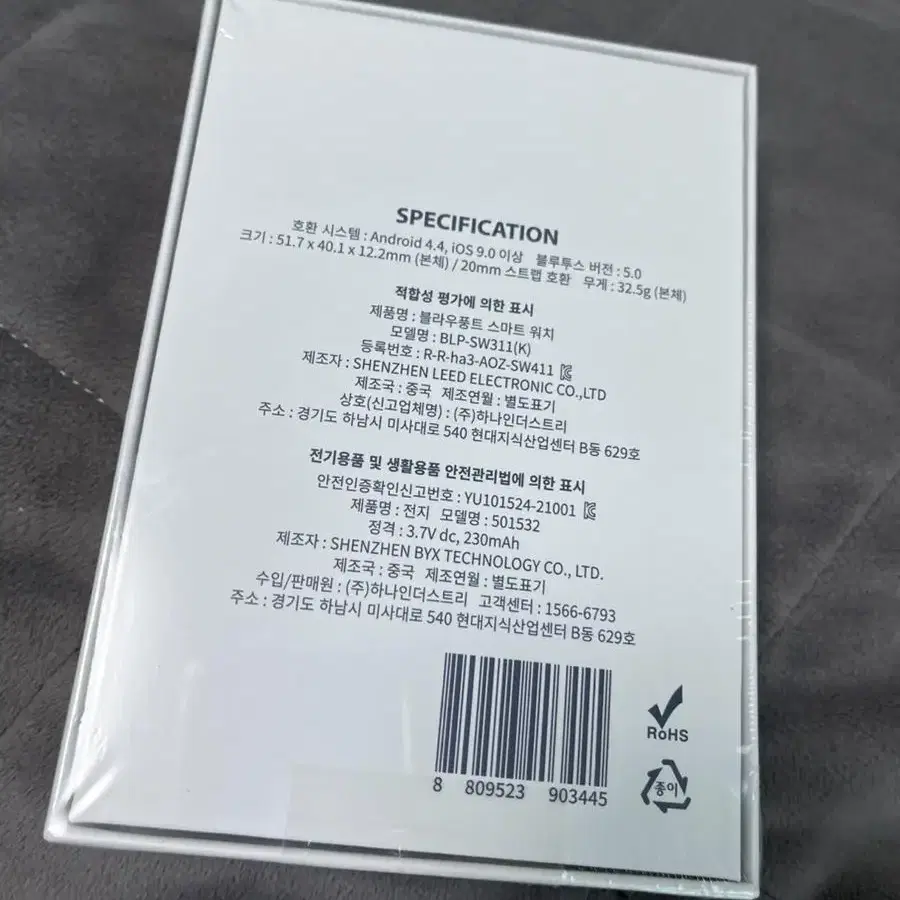 SPECIFICATION
호환 시스템 : Android 4.4, iOS 9.0 이상 블루투스 버전 : 5.0
크기 : 51.7 x 40.1 x 12.2mm (본체) / 20mm 스트랩 호환 무게 : 32.5g (본체)
적합성 평가에 의한 표시
제품명 : 블라우풍트 스마트 워치
모델명 : BLP-SW311(K)
등록번호 : R-R-ha3-AOZ-SW411
제조자 : SHENZHEN LEED ELECTRONIC CO.,LTD
제조국 : 중국 제조연월 : 별도표기
상호(신고업체명) : (주)하나인더스트리
주소 : 경기도 하남시 미사대로 540 현대지식산업센터 B동 629호
전기용품 및 생활용품 안전관리법에 의한 표시
안전인증확인신고번호 : YU101524-21001
제품명 : 전지 모델명 : 501532
정격 : 3.7V dc, 230mAh
제조자 : SHENZHEN BYX TECHNOLOGY CO., LTD.
제조국 : 중국 제조연월 : 별도표기
수입/판매원 : (주)하나인더스트리 고객센터 : 1566-6793
주소 : 경기도 하남시 미사대로 540 현대지식산업센터 B동 629호
RoHS
종이
8 809523 903445